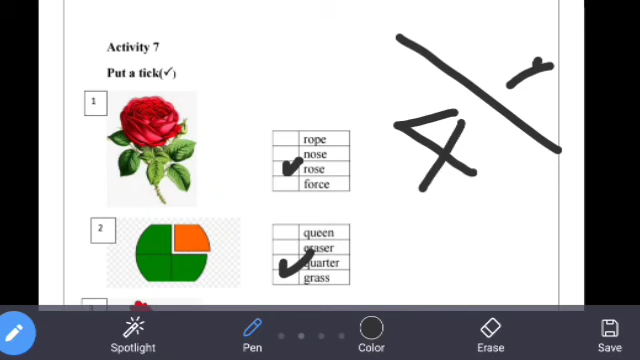 Activity 7
Put a tick(✓)
1
rope
nose
rose
force
2
queen
eraser
quarter
grass
4
Spotlight
Pen
Color
Erase
Save